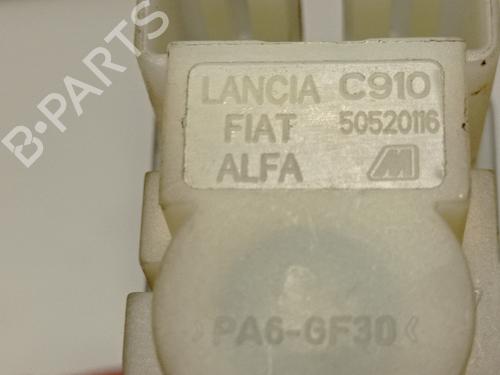 B-PARTS
LANCIA C910
FIAT 50520116
ALFA M
>PA6-GF30<